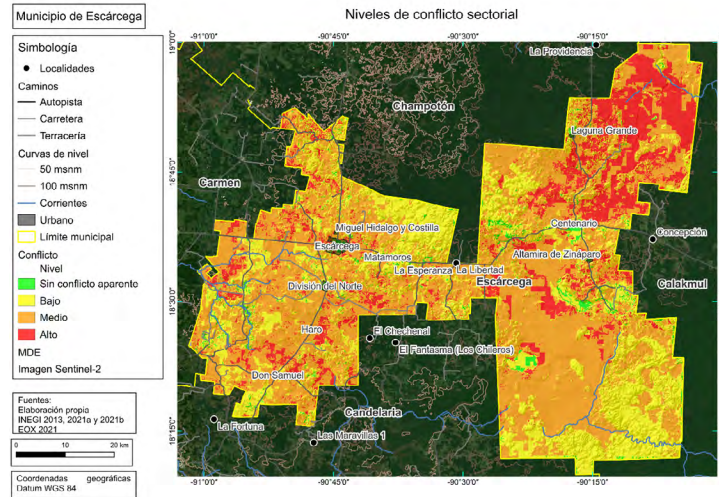 Municipio de Escárcega
Niveles de conflicto sectorial
Simbología
Localidades
Caminos
Autopista
Carretera
Terracería
Curvas de nivel
50 msnm
100 msnm
Corrientes
Urbano
Límite municipal
Conflicto
Nivel
Sin conflicto aparente
Bajo
Medio
Alto
MDE
Imagen Sentinel-2
Fuentes:
Elaboración propia
INEGI 2013, 2021a y 2021b
EOX 2021
0 10 20 km
Coordenadas geográficas
Datum WGS 84
-91°0'0" -90°45'0" -90°30'0" -90°15'0"
19°0'0"
18°45'0"
18°30'0"
18°15'0"
La Providencia
Champotón
Laguna Grande
Carmen
Miguel Hidalgo y Costilla
Centenario
Concepción
Escárcega
Matamoros
Altamira de Zináparo
La Esperanza
La Libertad
Escárcega
Calakmul
División del Norte
Haro
El Chechenal
El Fantasma (Los Chileros)
Don Samuel
Candelaria
La Fortuna
Las Maravillas 1
-91°0'0" -90°45'0" -90°30'0" -90°15'0"